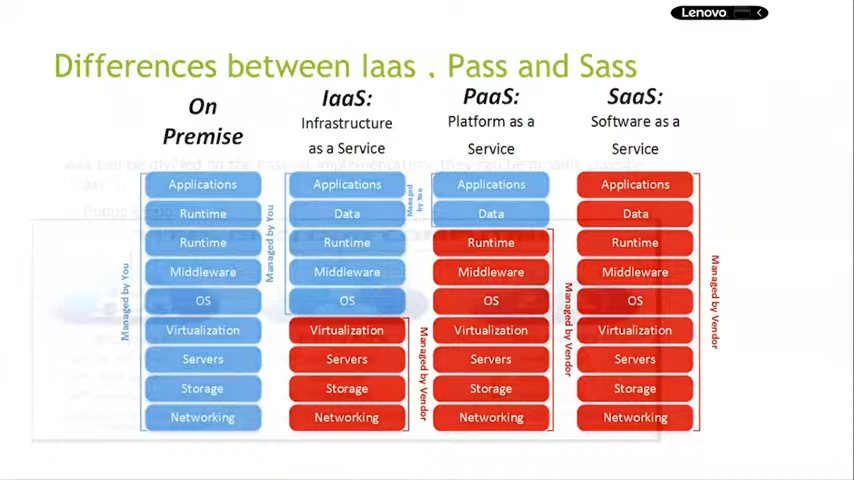 Lenovo
Differences between Iaas , Pass and Sass
On
Premise
Applications
Runtime
Runtime
Middleware
OS
Virtualization
Servers
Storage
Networking
Managed by You
IaaS:
Infrastructure
as a Service
Applications
Data
Runtime
Middleware
OS
Virtualization
Servers
Storage
Networking
Managed by You
Managed by Vendor
PaaS:
Platform as a
Service
Applications
Data
Runtime
Middleware
OS
Virtualization
Servers
Storage
Networking
Managed
by You
Managed by Vendor
SaaS:
Software as a
Service
Applications
Data
Runtime
Middleware
OS
Virtualization
Servers
Storage
Networking
Managed by Vendor